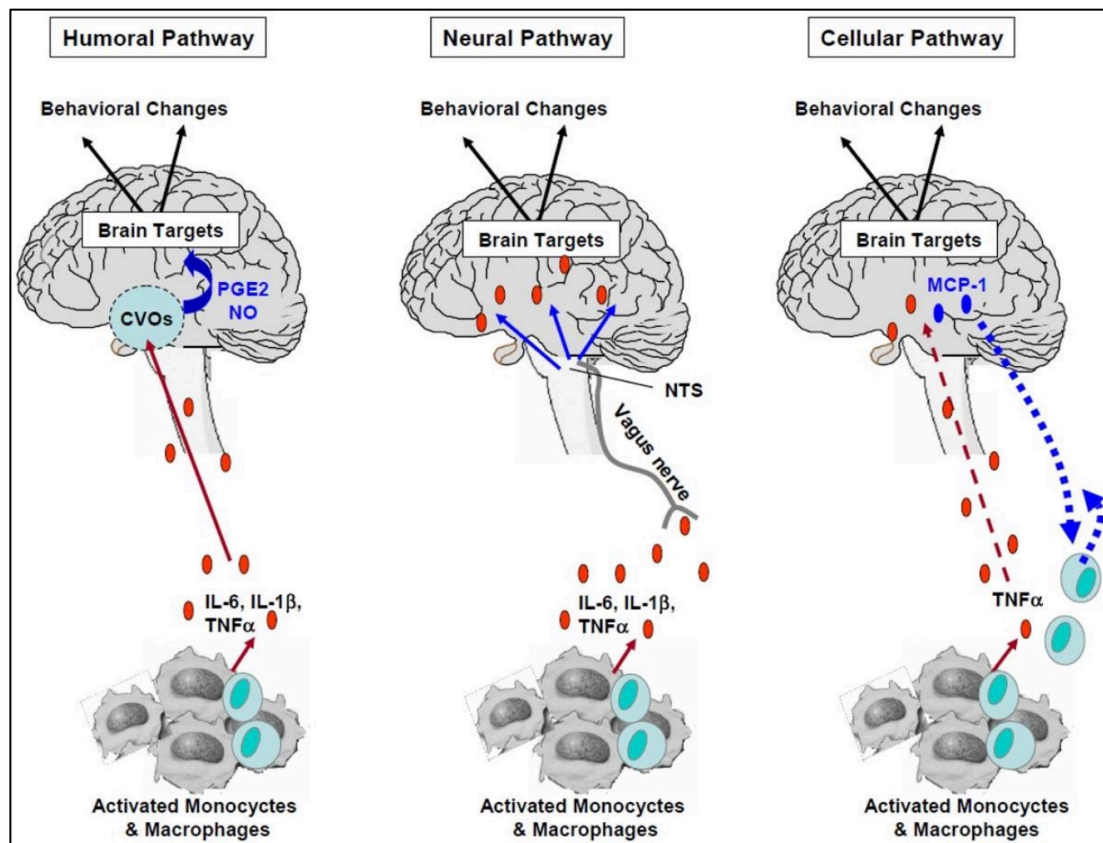 Humoral Pathway
Behavioral Changes
Brain Targets
PGE2
NO
CVOs
IL-6, IL-1β,
TNFα
Activated Monocytes
& Macrophages
Neural Pathway
Behavioral Changes
Brain Targets
NTS
Vagus nerve
IL-6, IL-1β,
TNFα
Activated Monocytes
& Macrophages
Cellular Pathway
Behavioral Changes
Brain Targets
MCP-1
TNFα
Activated Monocytes
& Macrophages